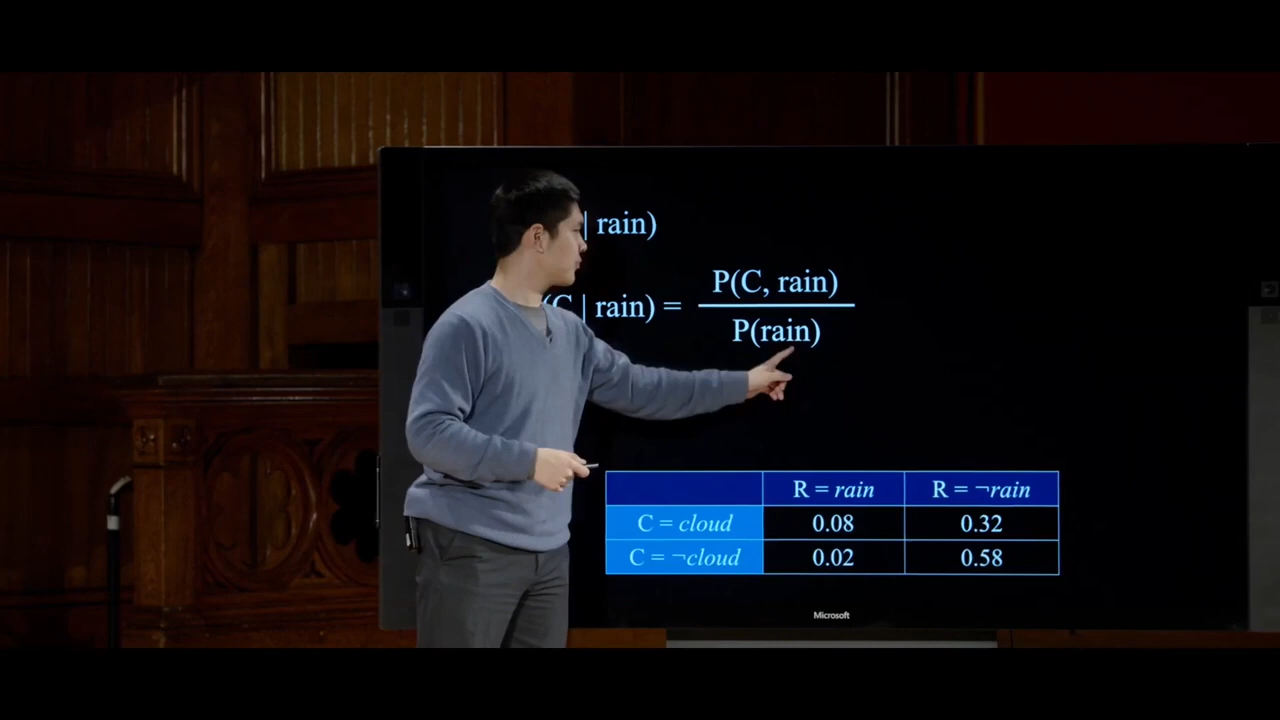 | rain)
(C | rain) = P(C, rain) / P(rain)
R = rain R = ¬rain
C = cloud 0.08 0.32
C = ¬cloud 0.02 0.58
Microsoft